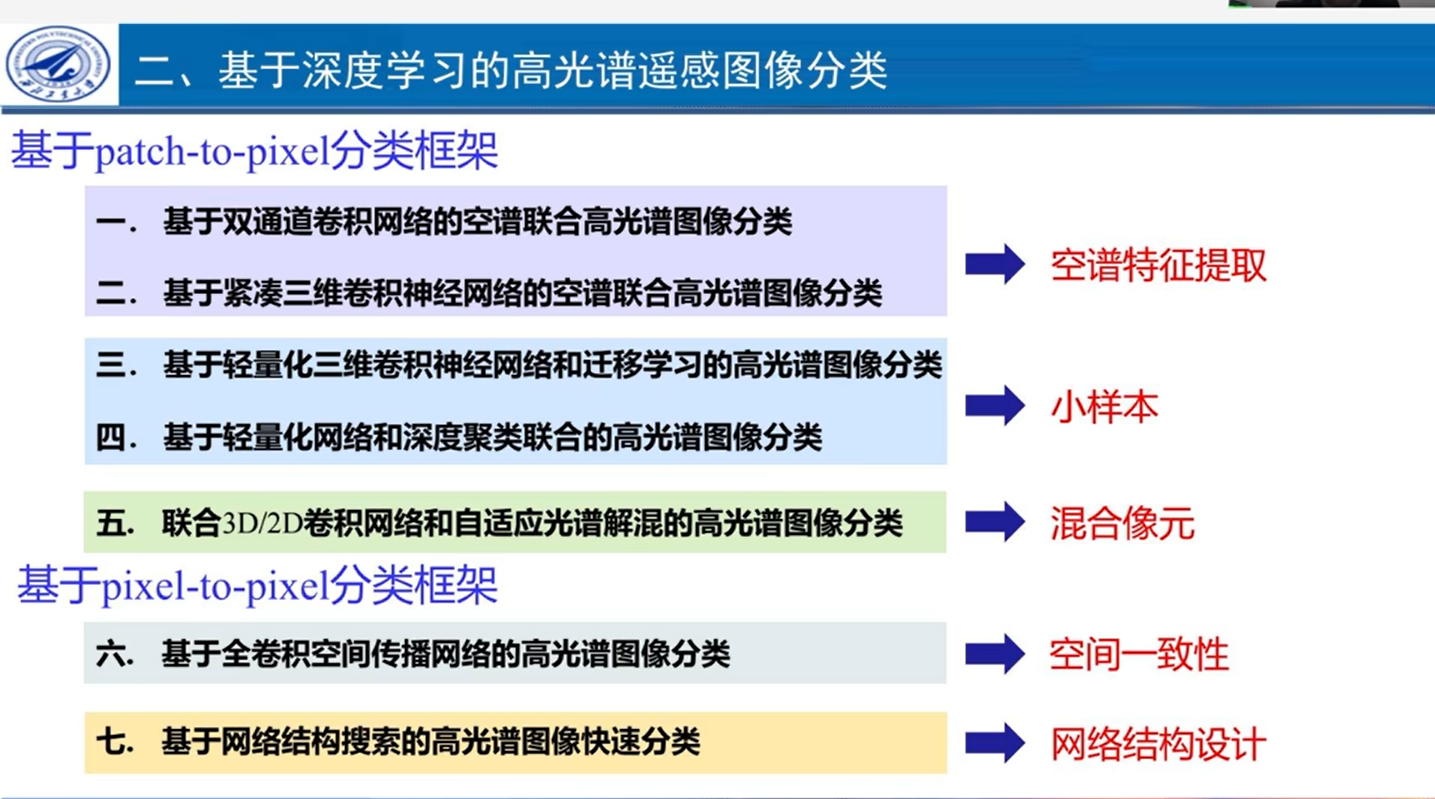 二、基于深度学习的高光谱遥感图像分类
基于patch-to-pixel分类框架
一. 基于双通道卷积网络的空谱联合高光谱图像分类
二. 基于紧凑三维卷积神经网络的空谱联合高光谱图像分类
空谱特征提取
三. 基于轻量化三维卷积神经网络和迁移学习的高光谱图像分类
四. 基于轻量化网络和深度聚类联合的高光谱图像分类
小样本
五. 联合3D/2D卷积网络和自适应光谱解混的高光谱图像分类
混合像元
基于pixel-to-pixel分类框架
六. 基于全卷积空间传播网络的高光谱图像分类
空间一致性
七. 基于网络结构搜索的高光谱图像快速分类
网络结构设计